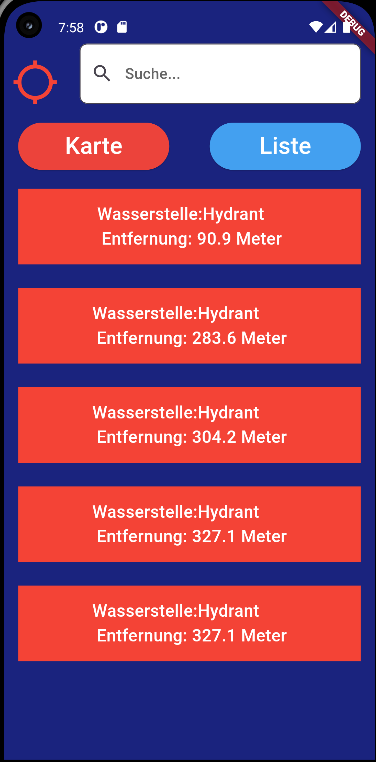 7:58
DEBUG
Suche...
Karte
Liste
Wasserstelle:Hydrant
Entfernung: 90.9 Meter
Wasserstelle:Hydrant
Entfernung: 283.6 Meter
Wasserstelle:Hydrant
Entfernung: 304.2 Meter
Wasserstelle:Hydrant
Entfernung: 327.1 Meter
Wasserstelle:Hydrant
Entfernung: 327.1 Meter